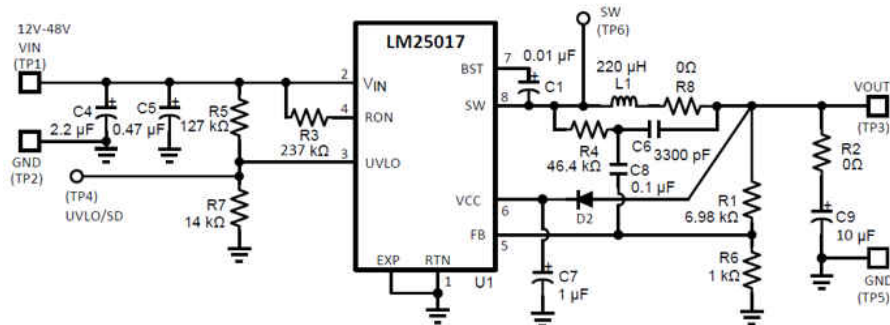 12V-48V
VIN
(TP1)
GND
(TP2)
C4
2.2 µF
C5
0.47 µF
R5
127
kΩ
R3
237 kΩ
(TP4)
UVLO/SD
R7
14 kΩ
LM25017
2
VIN
4
RON
3
UVLO
BST
7
SW
8
VCC
6
FB
5
EXP
RTN
1
U1
0.01 µF
C1
SW
(TP6)
220 µH
L1
0Ω
R8
R4
46.4 kΩ
C6
3300 pF
C8
0.1 µF
D2
C7
1 µF
R1
6.98 kΩ
R6
1 kΩ
VOUT
(TP3)
R2
0Ω
C9
10 µF
GND
(TP5)